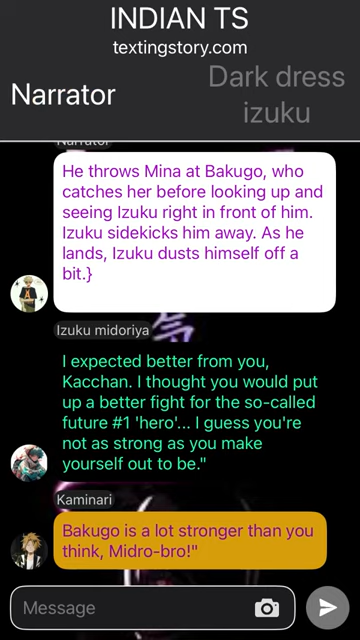 INDIAN TS
textingstory.com
Narrator
Dark dress
izuku
Narrator
He throws Mina at Bakugo, who
catches her before looking up and
seeing Izuku right in front of him.
Izuku sidekicks him away. As he
lands, Izuku dusts himself off a
bit.}
Izuku midoriya
I expected better from you,
Kacchan. I thought you would put
up a better fight for the so-called
future #1 'hero'... I guess you're
not as strong as you make
yourself out to be."
Kaminari
Bakugo is a lot stronger than you
think, Midro-bro!"
Message